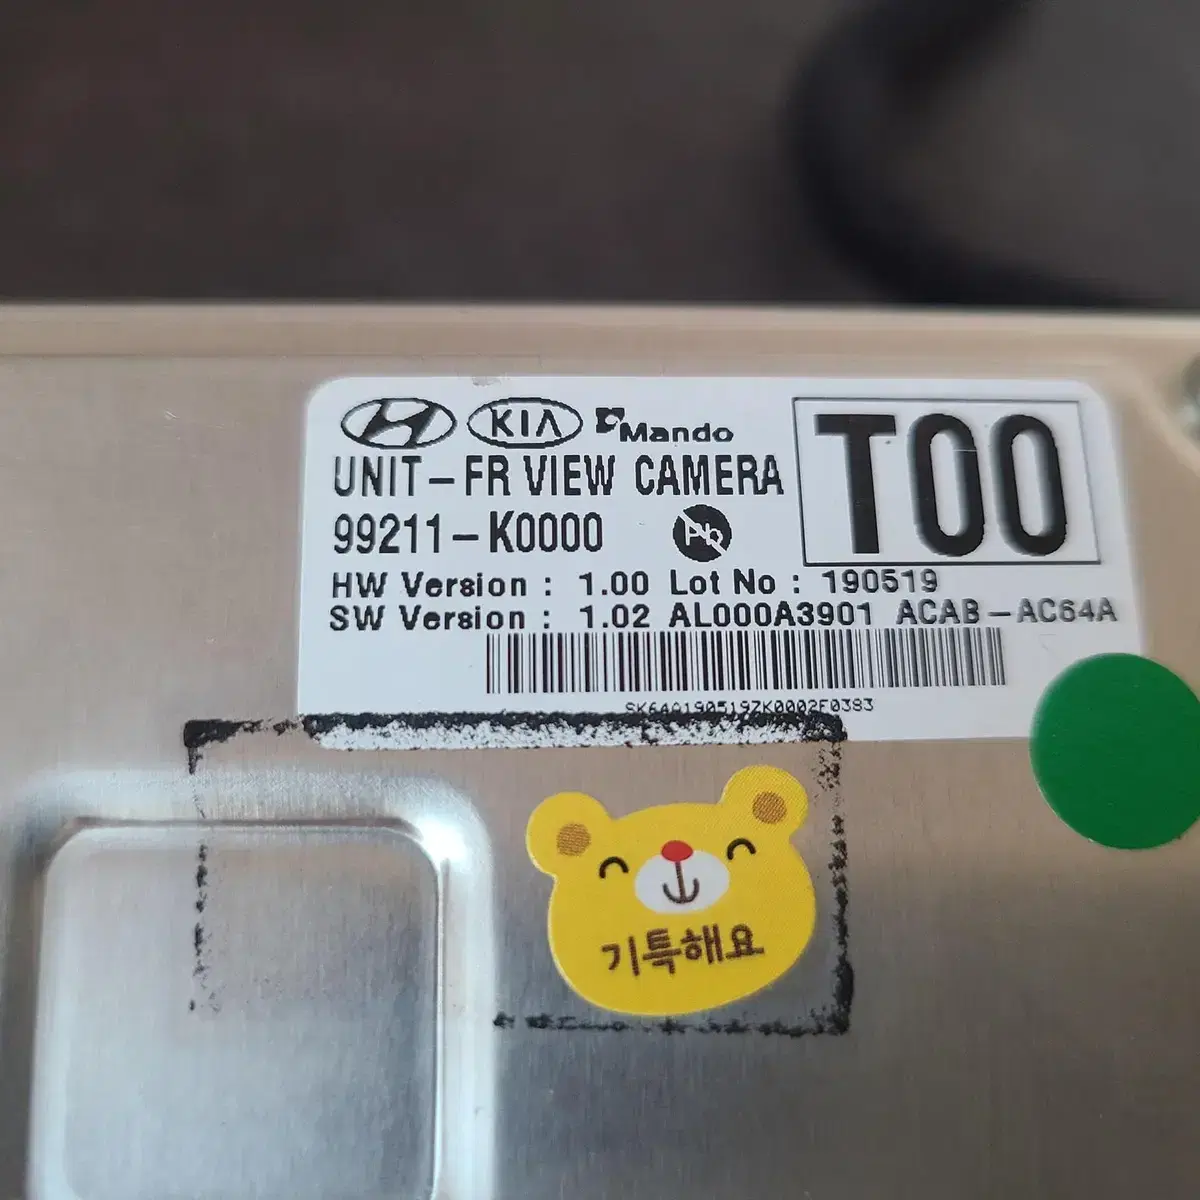 KIA Mando
UNIT-FR VIEW CAMERA
T00
99211-K0000 Pb
HW Version : 1.00 Lot No : 190519
SW Version : 1.02 AL000A3901 ACAB-AC64A
SK64A190519ZK0002F0383
기특해요